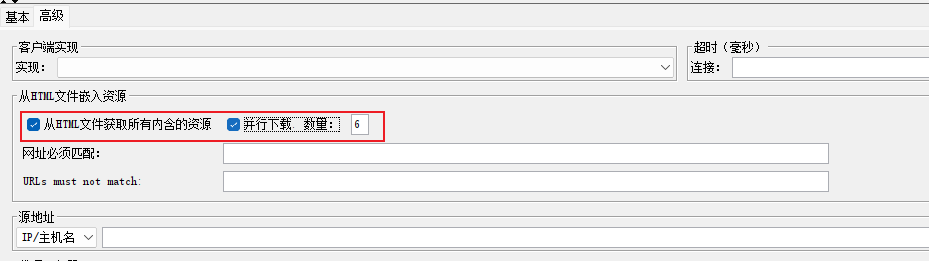 基本 高级
客户端实现 超时（毫秒）
实现： 连接：
从HTML文件嵌入资源
从HTML文件获取所有内含的资源 并行下载 数量： 6
网址必须匹配：
URLs must not match:
源地址
IP/主机名